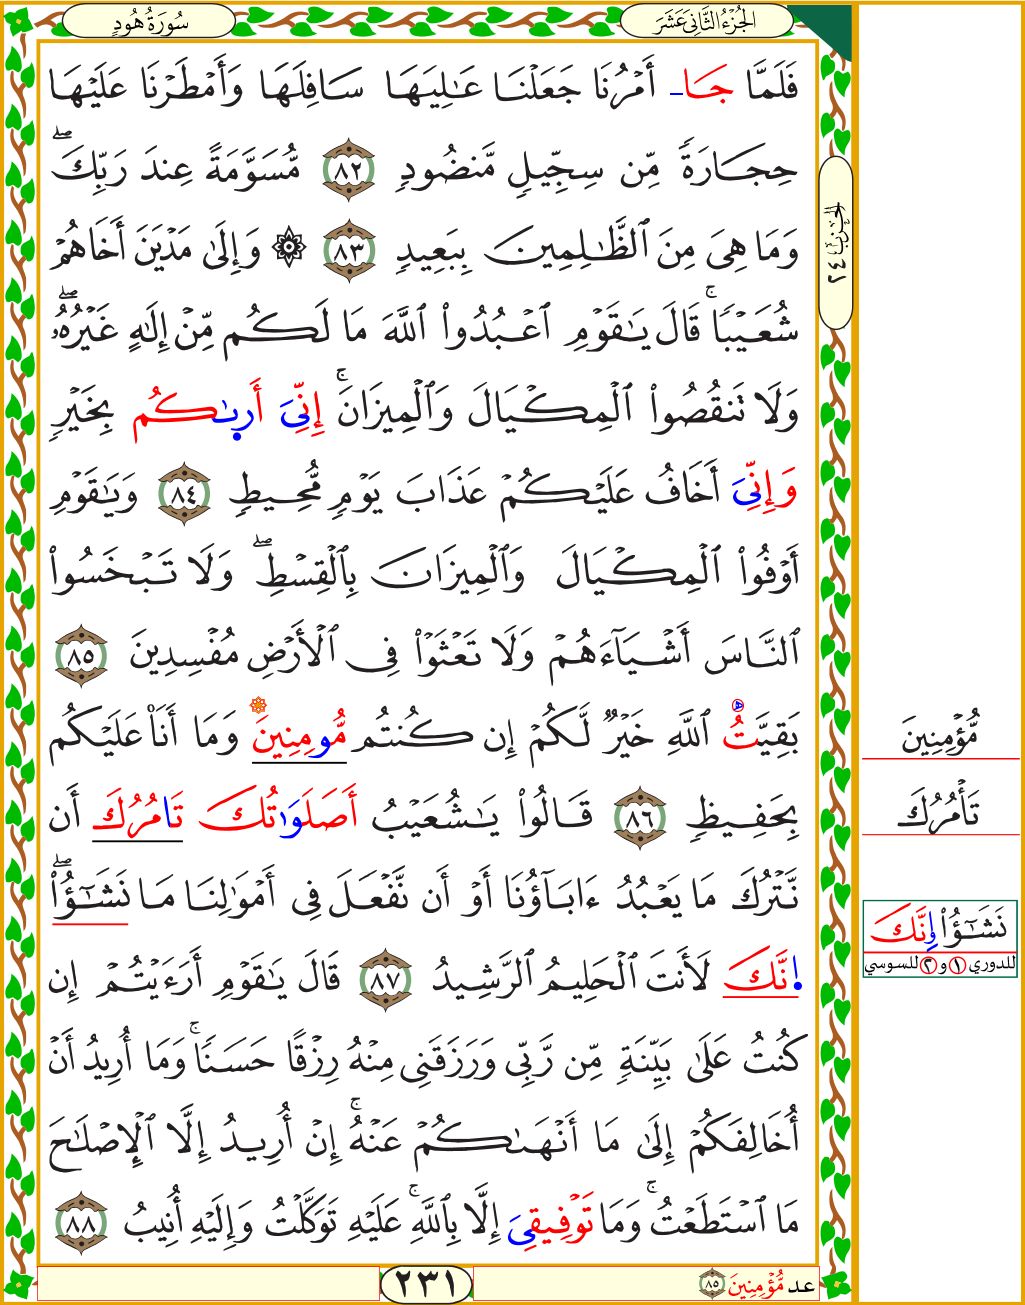 سُورَةُ هُودٍ
الجُزْءُ الثَّانِيَ عَشَرَ
فَلَمَّا جَا- أَمْرُنَا جَعَلْنَا عَٰلِيَهَا سَافِلَهَا وَأَمْطَرْنَا عَلَيْهَا
حِجَارَةٗ مِّن سِجِّيلٖ مَّنضُودٖ ٨٢ مُّسَوَّمَةً عِندَ رَبِّكَۖ
وَمَا هِيَ مِنَ ٱلظَّٰلِمِينَ بِبَعِيدٖ ٨٣ ۞ وَإِلَىٰ مَدْيَنَ أَخَاهُمْ
شُعَيْبٗاۚ قَالَ يَٰقَوْمِ ٱعْبُدُواْ ٱللَّهَ مَا لَكُم مِّنْ إِلَٰهٍ غَيْرُهُۥۖ
وَلَا تَنقُصُواْ ٱلْمِكْيَالَ وَٱلْمِيزَانَۚ إِنِّيَ أَر۪ىٰكُم بِخَيْرٖ
وَإِنِّيَ أَخَافُ عَلَيْكُمْ عَذَابَ يَوْمٖ مُّحِيطٖ ٨٤ وَيَٰقَوْمِ
أَوْفُواْ ٱلْمِكْيَالَ وَٱلْمِيزَانَ بِٱلْقِسْطِۖ وَلَا تَبْخَسُواْ
ٱلنَّاسَ أَشْيَآءَهُمْ وَلَا تَعْثَوْاْ فِي ٱلْأَرْضِ مُفْسِدِينَ ٨٥
بَقِيَّتُ ٱللَّهِ خَيْرٞ لَّكُمْ إِن كُنتُم مُّومِنِينَ وَمَا أَنَا۠ عَلَيْكُم
بِحَفِيظٖ ٨٦ قَالُواْ يَٰشُعَيْبُ أَصَلَوَٰتُكَ تَامُرُكَ أَن
نَّتْرُكَ مَا يَعْبُدُ ءَابَآؤُنَا أَوْ أَن نَّفْعَلَ فِي أَمْوَٰلِنَا مَا نَشَٰٓؤُاْۖ
ا۪نَّكَ لَأَنتَ ٱلْحَلِيمُ ٱلرَّشِيدُ ٨٧ قَالَ يَٰقَوْمِ أَرَءَيْتُمْ إِن
كُنتُ عَلَىٰ بَيِّنَةٖ مِّن رَّبِّي وَرَزَقَنِي مِنْهُ رِزْقًا حَسَنٗاۚ وَمَا أُرِيدُ أَنْ
أُخَالِفَكُمْ إِلَىٰ مَا أَنْهَىٰكُمْ عَنْهُۚ إِنْ أُرِيدُ إِلَّا ٱلْإِصْلَٰحَ
مَا ٱسْتَطَعْتُۚ وَمَا تَوْفِيقِيَ إِلَّا بِٱللَّهِۚ عَلَيْهِ تَوَكَّلْتُ وَإِلَيْهِ أُنِيبُ ٨٨
الحزب ٢٤
مُّؤْمِنِينَ
تَأْمُرُكَ
نَشَٰٓؤُاْ وِنَّكَ
للدوري ١ و ٢ للسوسي
عد مُّؤْمِنِينَ ٨٥
٢٣١